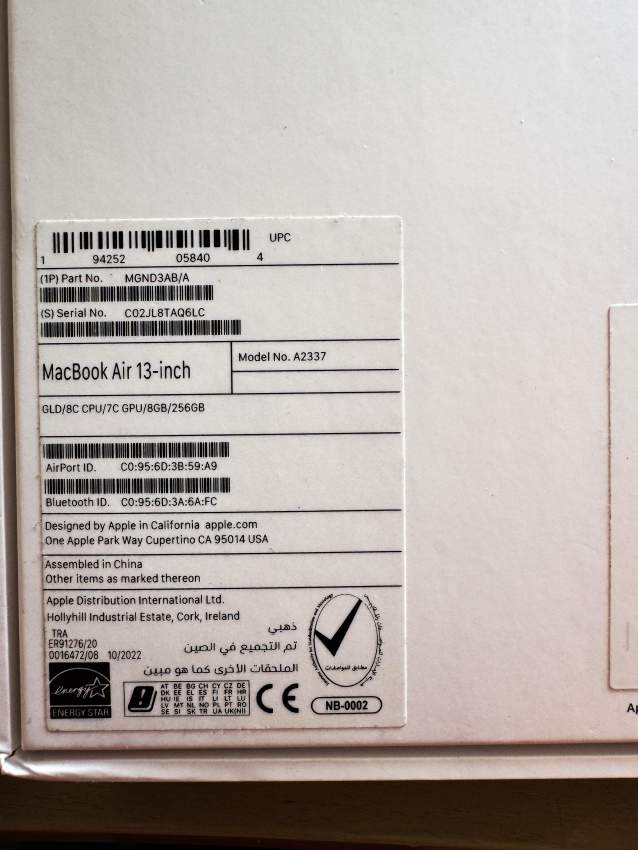 UPC
1 94252 05840 4
(1P) Part No. MGND3AB/A
(S) Serial No. C02JL8TAQ6LC
MacBook Air 13-inch
Model No. A2337
GLD/8C CPU/7C GPU/8GB/256GB
AirPort ID. C0:95:6D:3B:59:A9
Bluetooth ID. C0:95:6D:3A:6A:FC
Designed by Apple in California apple.com
One Apple Park Way Cupertino CA 95014 USA
Assembled in China
Other items as marked thereon
Apple Distribution International Ltd.
Hollyhill Industrial Estate, Cork, Ireland
TRA
ER91276/20
0016472/08 10/2022
ذهبي
تم التجميع في الصين
الملحقات الأخرى كما هو مبين
energy
ENERGY STAR
AT BE BG CH CY CZ DE
DK EE EL ES FI FR HR
HU IE IS IT LI LT LU
LV MT NL NO PL PT RO
SE SI SK TR UA UK(NI)
CE
مطابق للمواصفات
NB-0002
Ap